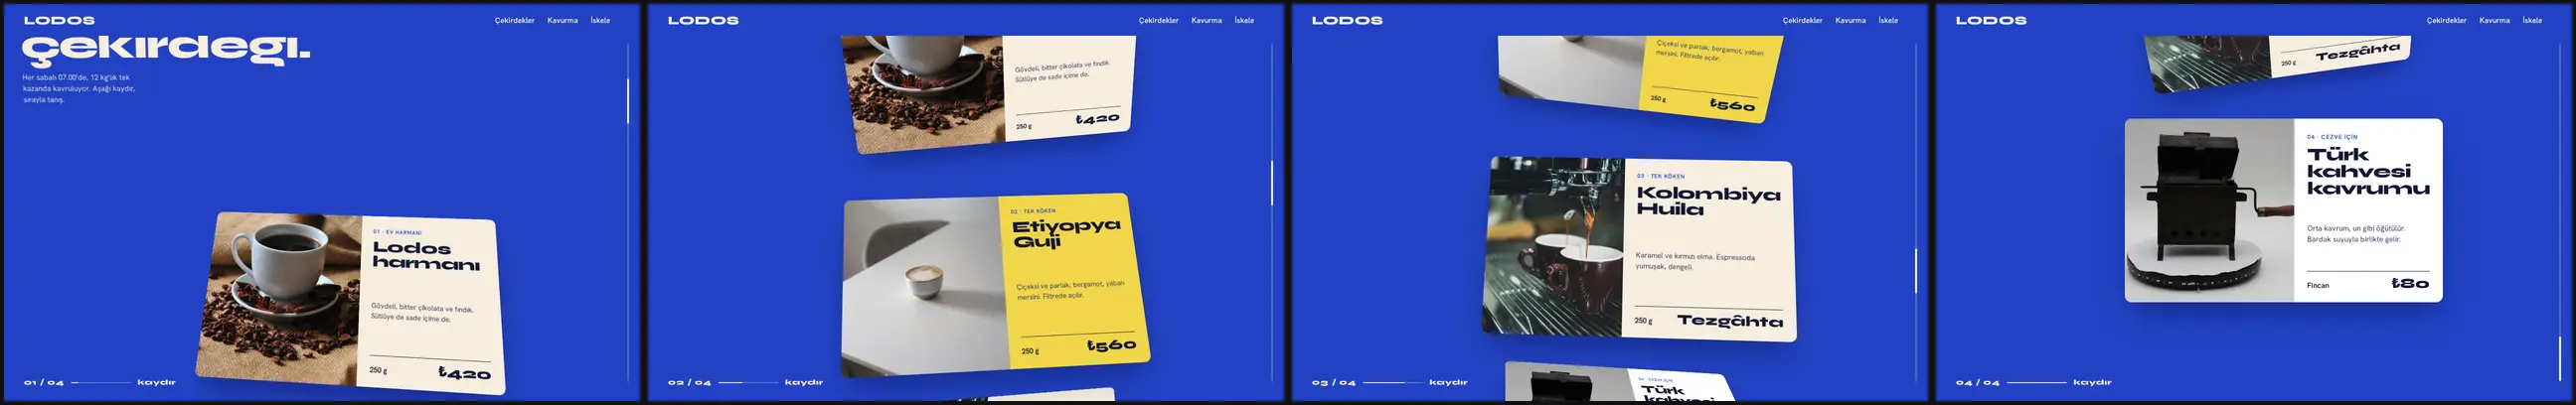 LODOS
Çekirdekler Kavurma İskele
çekirdeği.
Her sabah 07.00'de, 12 kg'lık tek
kazanda kavruluyor. Aşağı kaydır,
sırayla tanış.
01 · EV HARMANI
Lodos
harmanı
Gövdeli, bitter çikolata ve fındık.
Sütlüye de sade içime de.
250 g ₺420
01 / 04 kaydır
LODOS
Çekirdekler Kavurma İskele
Gövdeli, bitter çikolata ve fındık.
Sütlüye de sade içime de.
250 g ₺420
02 · TEK KÖKEN
Etiyopya
Guji
Çiçeksi ve parlak; bergamot, yaban
mersini. Filtrede açılır.
250 g ₺560
02 / 04 kaydır
LODOS
Çekirdekler Kavurma İskele
Çiçeksi ve parlak; bergamot, yaban
mersini. Filtrede açılır.
250 g ₺560
03 · TEK KÖKEN
Kolombiya
Huila
Karamel ve kırmızı elma. Espressoda
yumuşak, dengeli.
250 g Tezgâhta
04 · CEZVE İÇİN
Türk
kahvesi
03 / 04 kaydır
LODOS
Çekirdekler Kavurma İskele
250 g Tezgâhta
04 · CEZVE İÇİN
Türk
kahvesi
kavrumu
Orta kavrum, un gibi öğütülür.
Bardak suyuyla birlikte gelir.
Fincan ₺80
04 / 04 kaydır